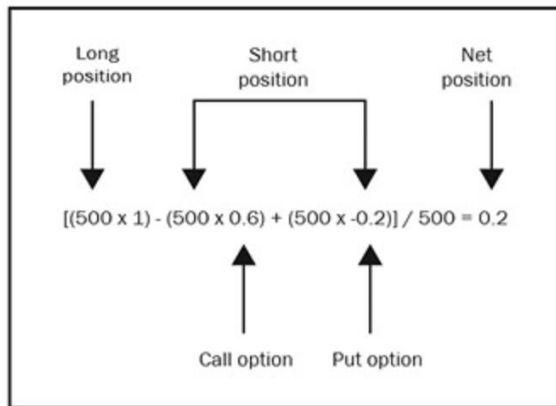 Long position
Short position
Net position
[(500 x 1) - (500 x 0.6) + (500 x -0.2)] / 500 = 0.2
Call option
Put option